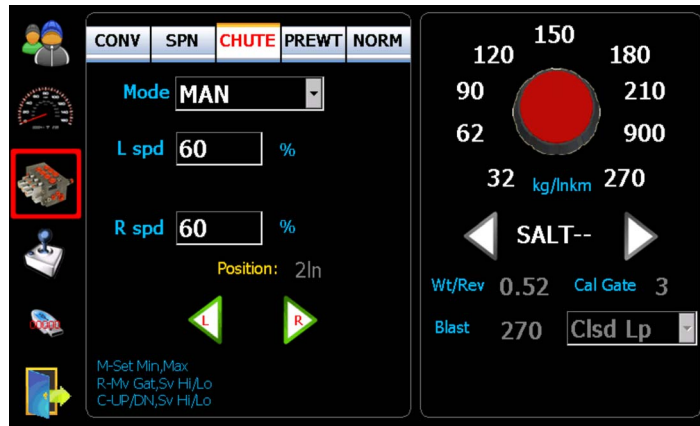 CONV SPN CHUTE PREWT NORM
Mode MAN
L spd 60 %
R spd 60 %
Position: 2ln
L R
M-Set Min,Max
R-Mv Gat,Sv Hi/Lo
C-UP/DN,Sv Hi/Lo
150
120 180
90 210
62 900
32 kg/lnkm 270
SALT--
Wt/Rev 0.52 Cal Gate 3
Blast 270 Clsd Lp